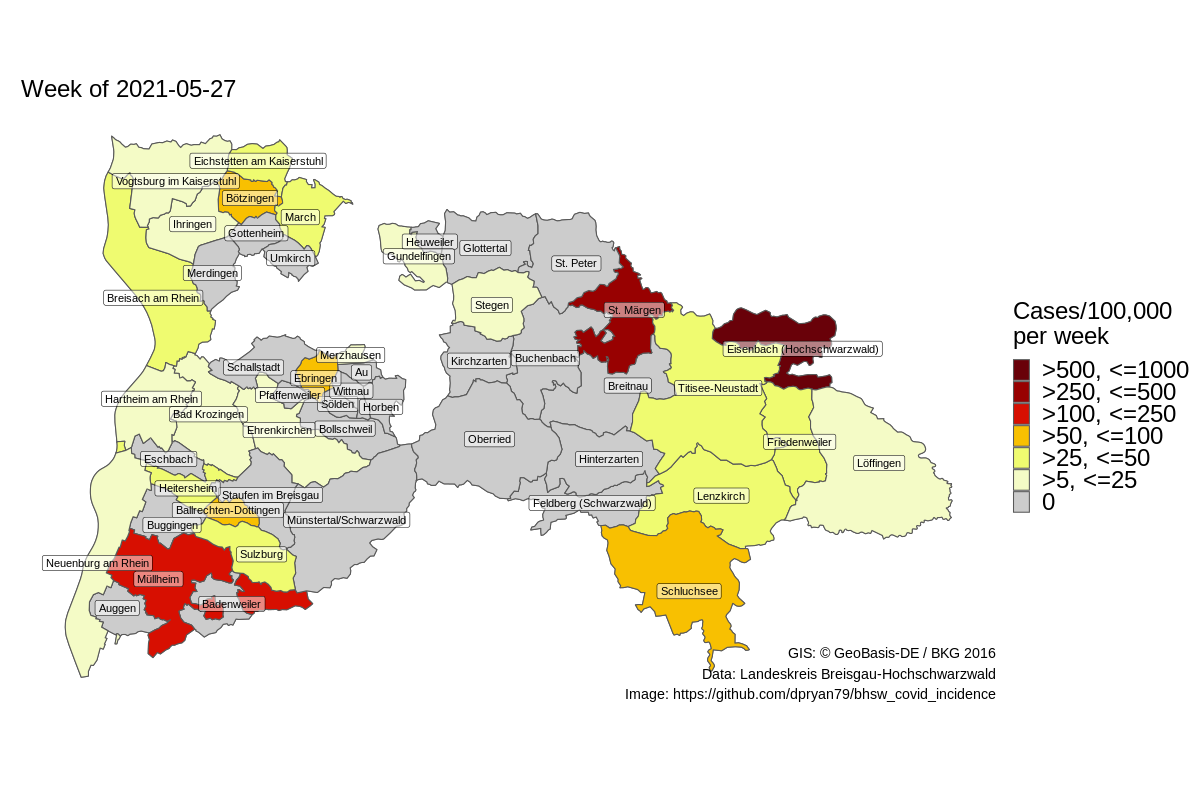 Week of 2021-05-27
Eichstetten am Kaiserstuhl
Vogtsburg im Kaiserstuhl
Bötzingen
March
Ihringen
Gottenheim
Umkirch
Merdingen
Breisach am Rhein
Heuweiler
Gundelfingen
Glottertal
St. Peter
Stegen
St. Märgen
Eisenbach (Hochschwarzwald)
Merzhausen
Schallstadt
Au
Ebringen
Wittnau
Pfaffenweiler
Sölden
Horben
Kirchzarten
Buchenbach
Breitnau
Titisee-Neustadt
Hartheim am Rhein
Bad Krozingen
Ehrenkirchen
Bollschweil
Oberried
Friedenweiler
Eschbach
Hinterzarten
Löffingen
Heitersheim
Staufen im Breisgau
Lenzkirch
Feldberg (Schwarzwald)
Ballrechten-Dottingen
Buggingen
Münstertal/Schwarzwald
Sulzburg
Neuenburg am Rhein
Müllheim
Schluchsee
Auggen
Badenweiler
Cases/100,000
per week
>500, <=1000
>250, <=500
>100, <=250
>50, <=100
>25, <=50
>5, <=25
0
GIS: © GeoBasis-DE / BKG 2016
Data: Landeskreis Breisgau-Hochschwarzwald
Image: https://github.com/dpryan79/bhsw_covid_incidence